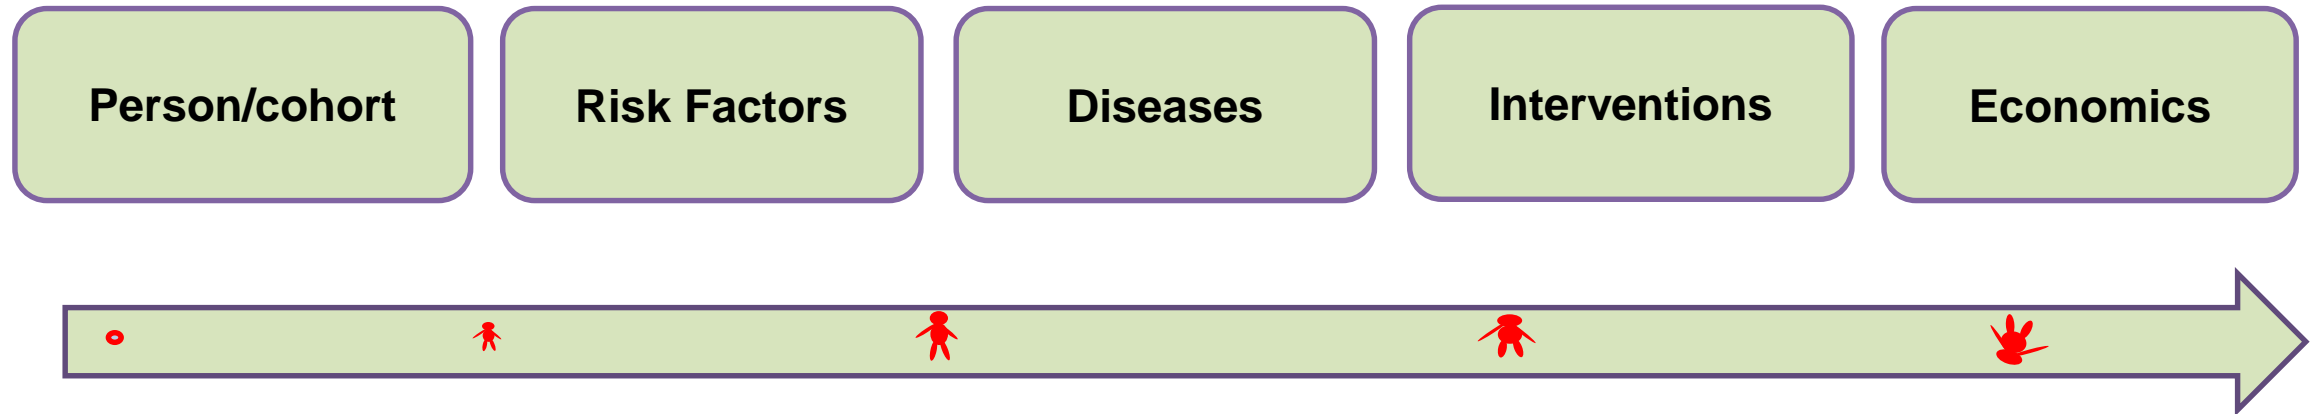 Person/cohort
Risk Factors
Diseases
Interventions
Economics